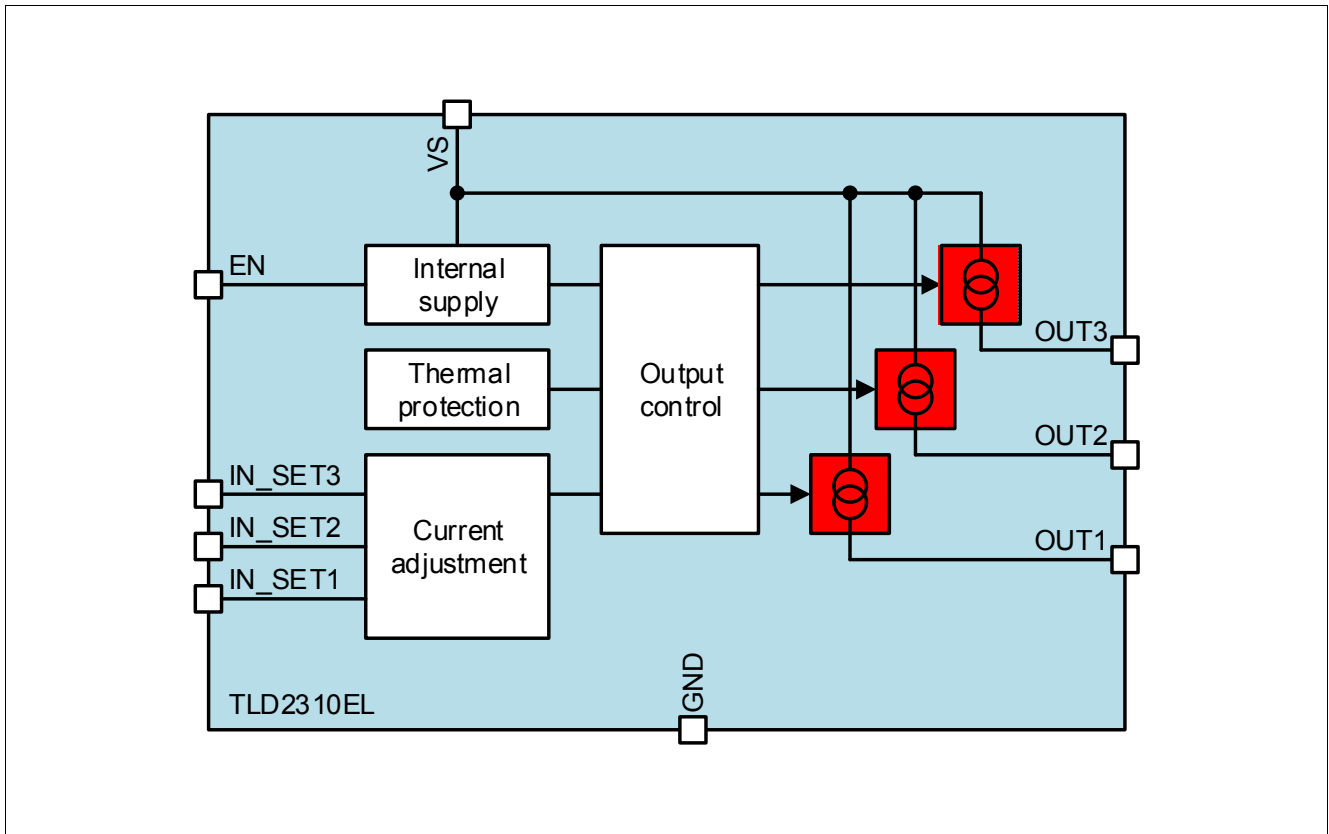 VS
EN
Internal
supply
Thermal
protection
Output
control
OUT3
OUT2
IN_SET3
IN_SET2
IN_SET1
Current
adjustment
OUT1
TLD2310EL
GND